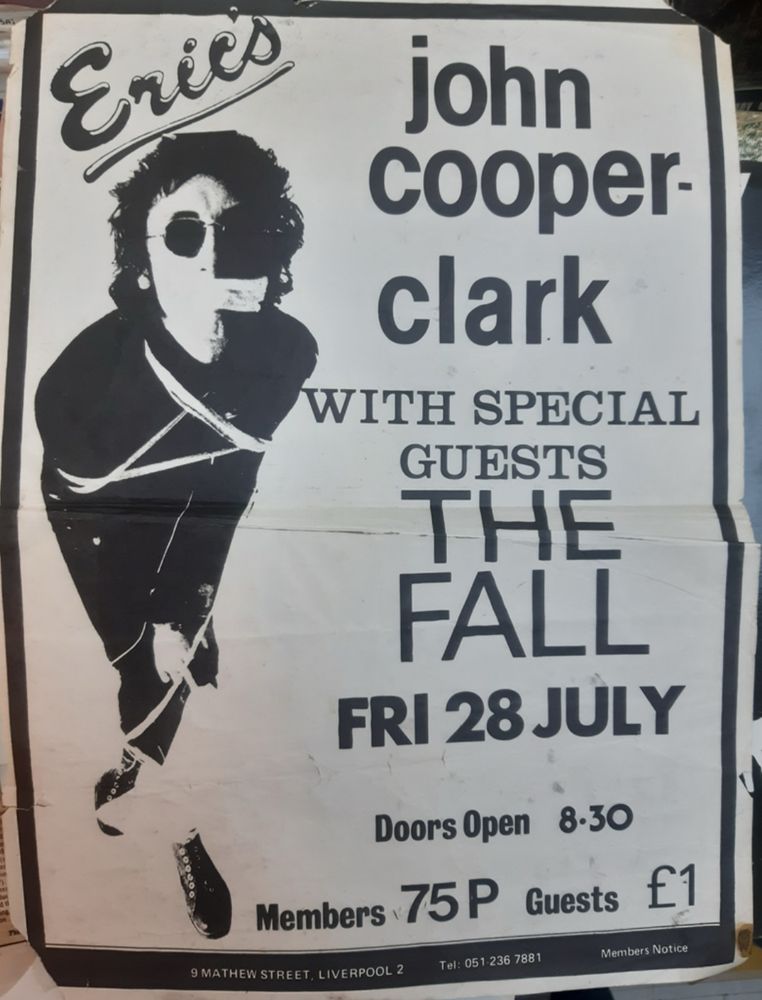 Eric's
john
cooper-
clark
WITH SPECIAL
GUESTS
THE
FALL
FRI 28 JULY
Doors Open 8·30
Members 75P Guests £1
9 MATHEW STREET, LIVERPOOL 2 Tel: 051-236 7881 Members Notice